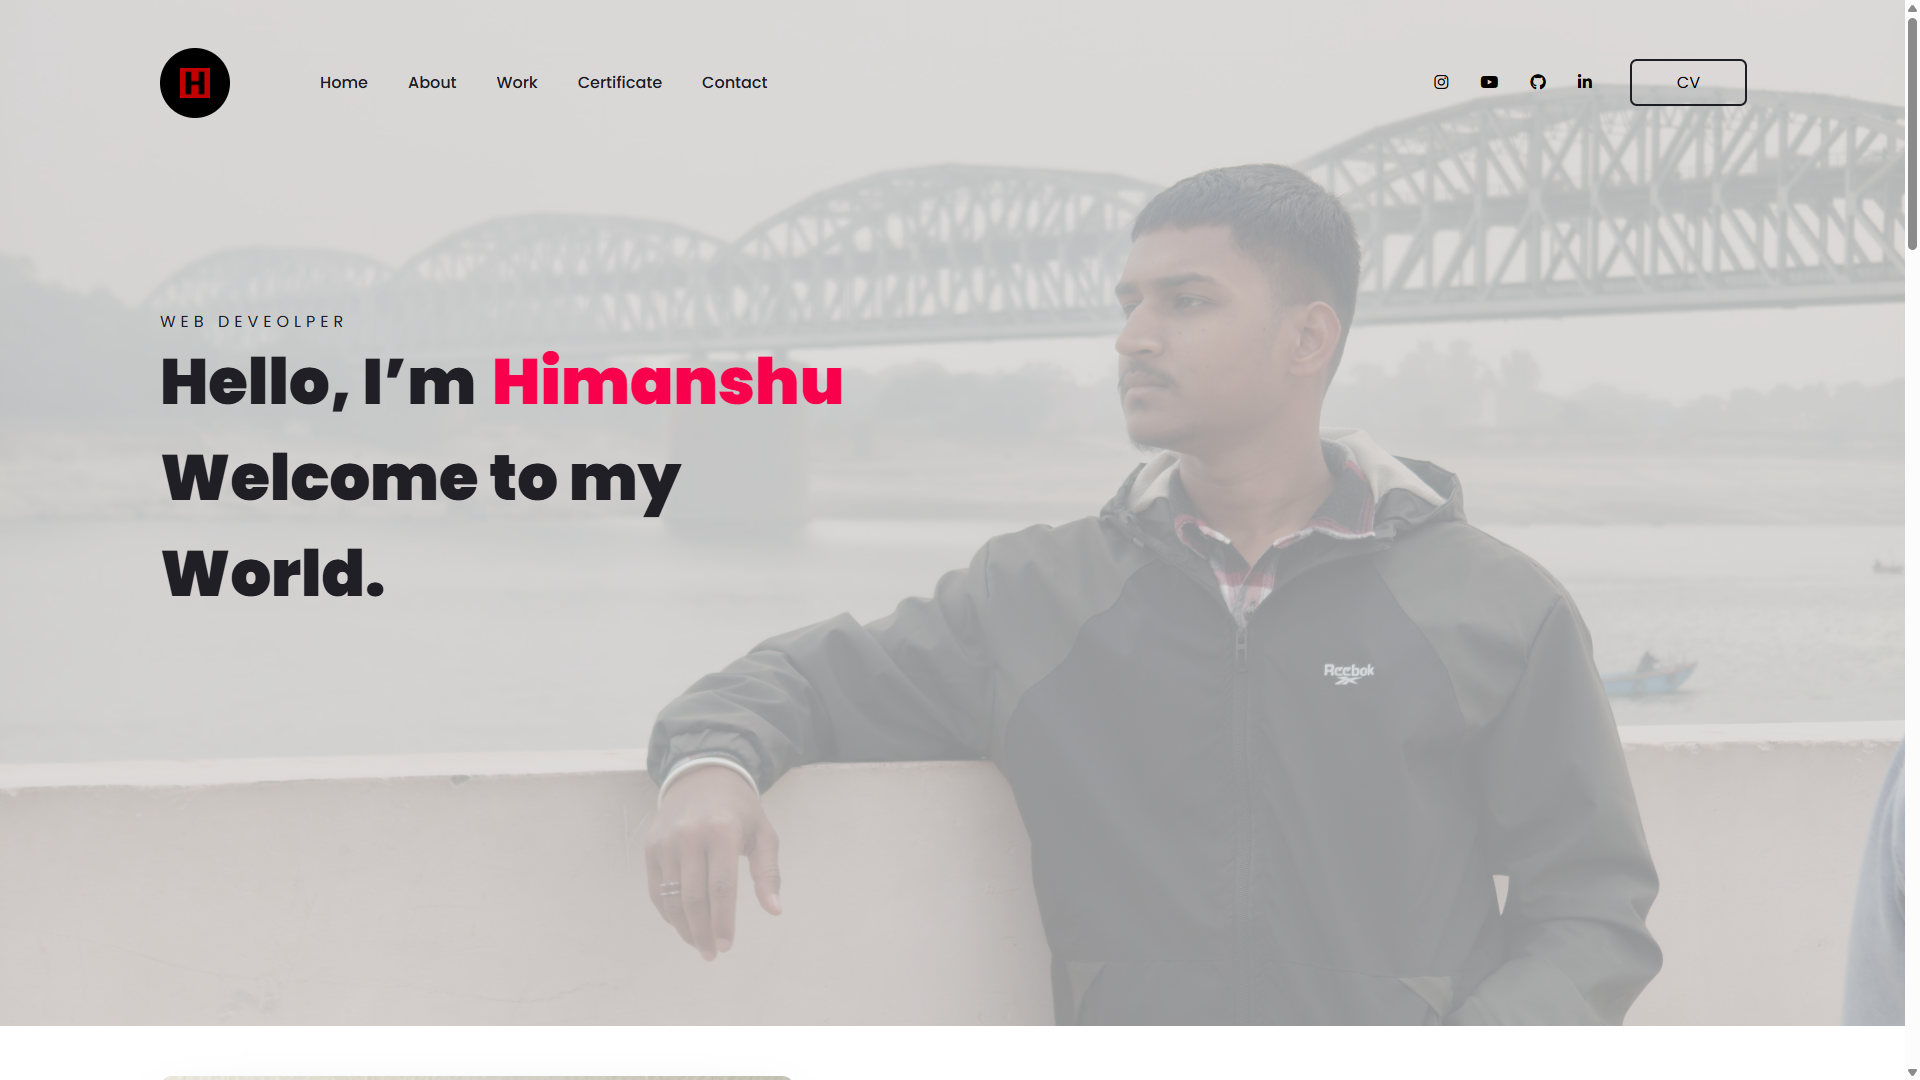 H
Home
About
Work
Certificate
Contact
CV
WEB DEVEOLPER
Hello, I’m Himanshu
Welcome to my
World.
Reebok